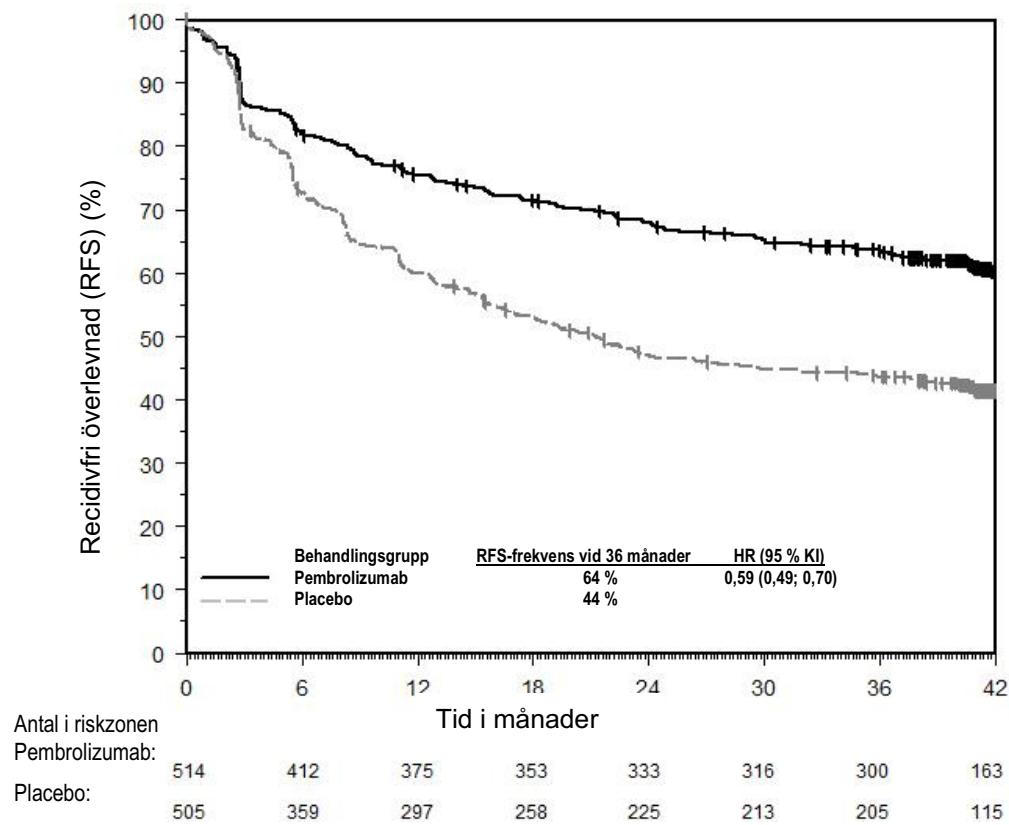 100
90
80
70
60
50
40
30
20
10
0
Recidivfri överlevnad (RFS) (%)
Behandlingsgrupp RFS-frekvens vid 36 månader HR (95 % KI)
Pembrolizumab 64 % 0,59 (0,49; 0,70)
Placebo 44 %
0 6 12 18 24 30 36 42
Tid i månader
Antal i riskzonen
Pembrolizumab:
514 412 375 353 333 316 300 163
Placebo:
505 359 297 258 225 213 205 115